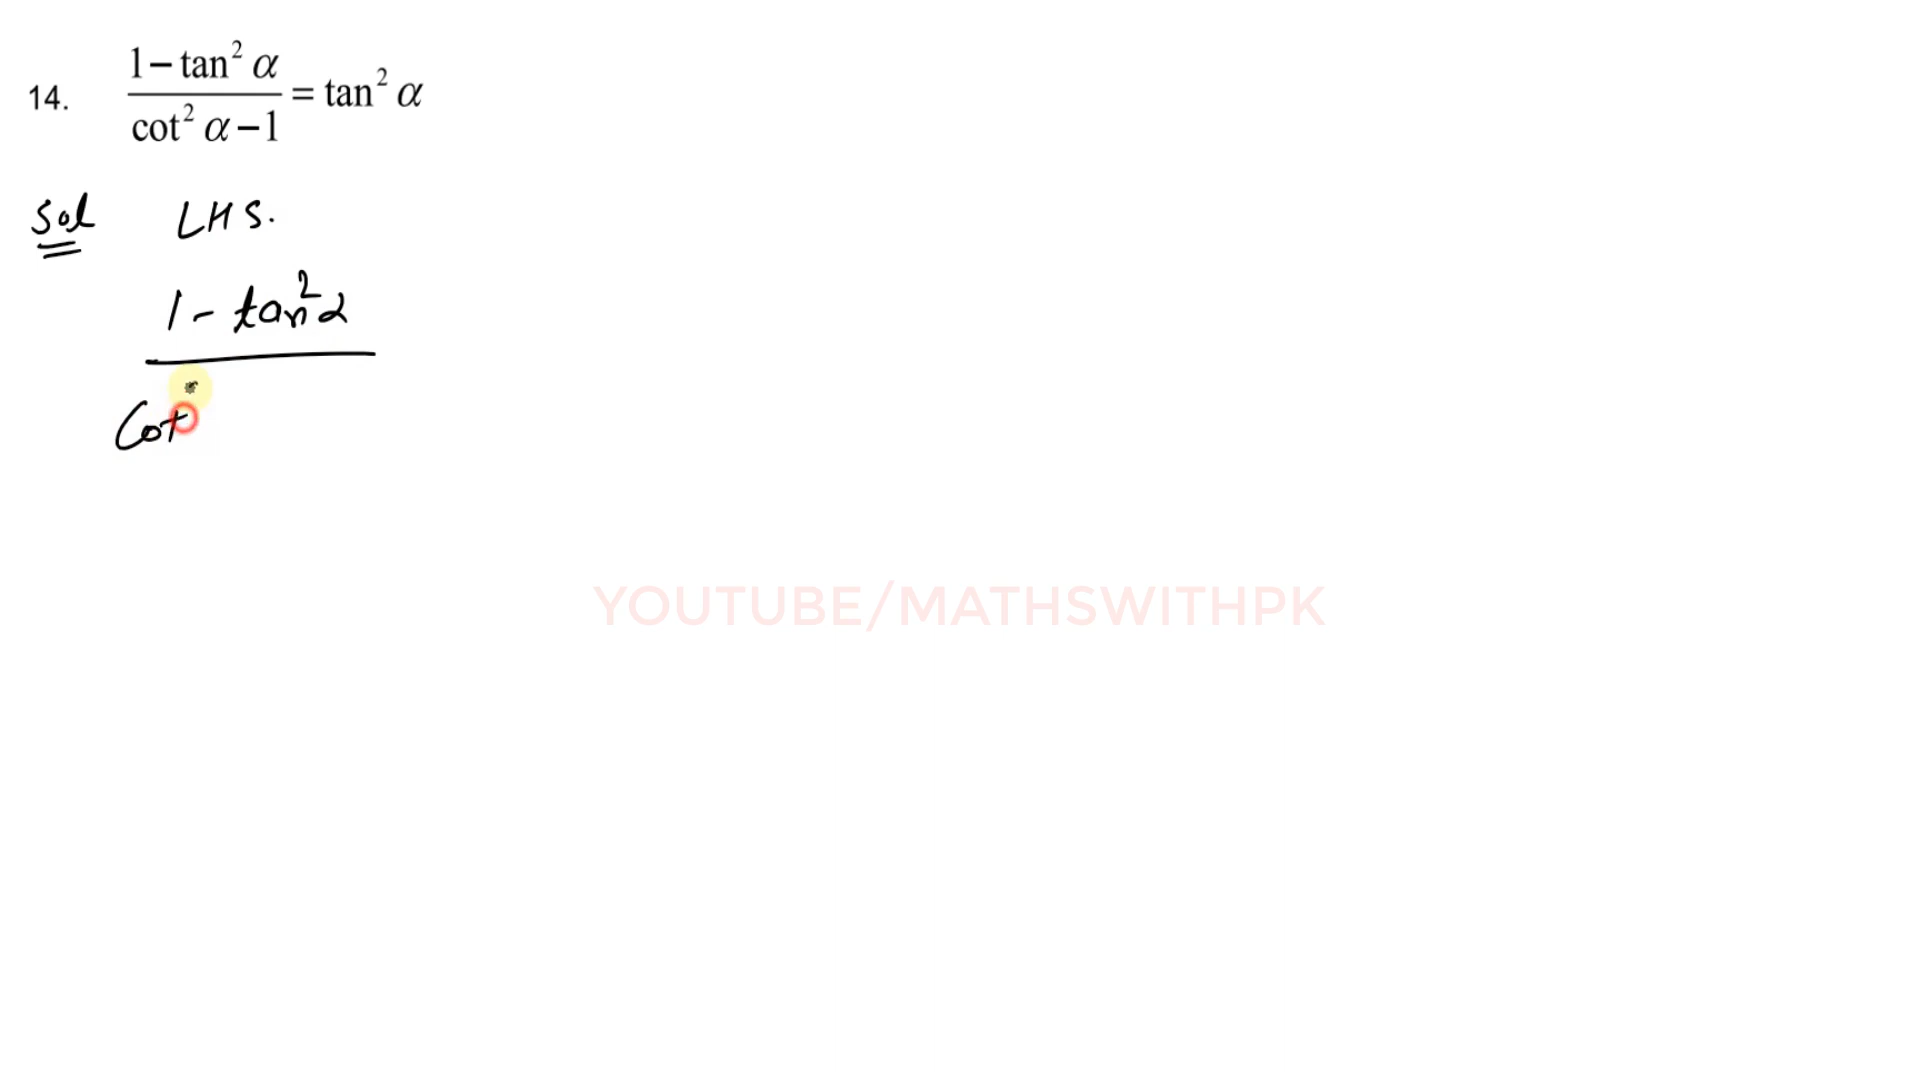 14. (1 − tan² α)/(cot² α − 1) = tan² α
Sol LHS.
1 - tan²α
Cot
YOUTUBE/MATHSWITHPK